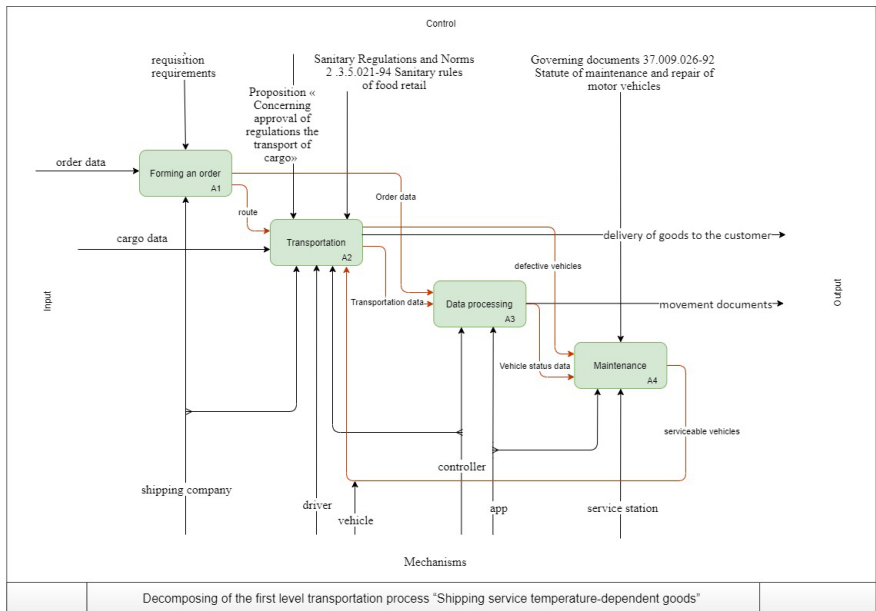 Control
requisition
requirements
Sanitary Regulations and Norms
2 .3.5.021-94 Sanitary rules
of food retail
Governing documents 37.009.026-92
Statute of maintenance and repair of
motor vehicles
Proposition «
Concerning
approval of
regulations the
transport of
cargo»
order data
Forming an order
A1
Order data
route
cargo data
Transportation
A2
delivery of goods to the customer
defective vehicles
Input
Output
Transportation data
Data processing
A3
movement documents
Vehicle status data
Maintenance
A4
serviceable vehicles
controller
shipping company
driver
vehicle
app
service station
Mechanisms
Decomposing of the first level transportation process "Shipping service temperature-dependent goods"